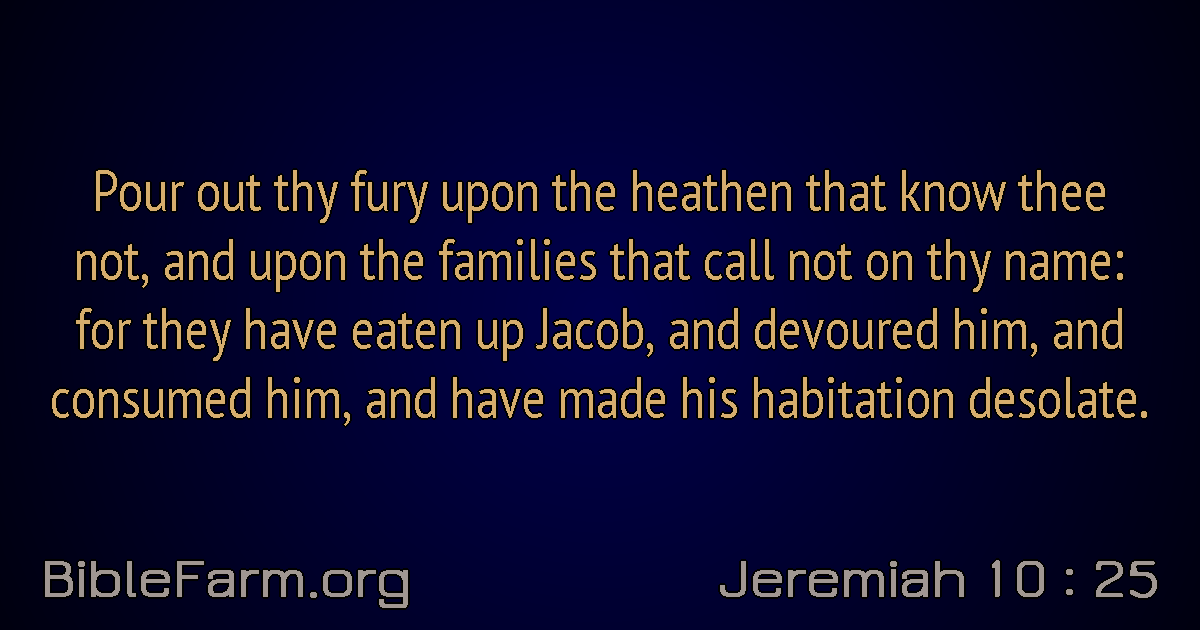 Pour out thy fury upon the heathen that know thee
not, and upon the families that call not on thy name:
for they have eaten up Jacob, and devoured him, and
consumed him, and have made his habitation desolate.
BibleFarm.org
Jeremiah 10 : 25